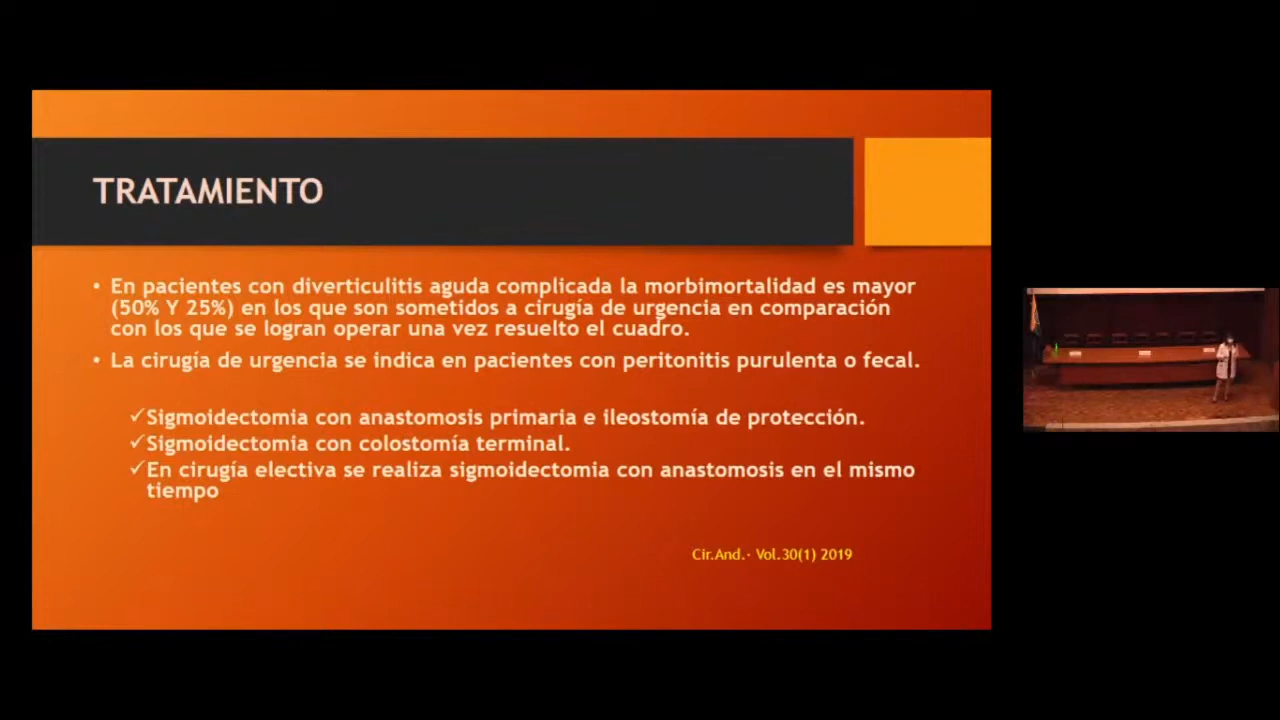 TRATAMIENTO
• En pacientes con diverticulitis aguda complicada la morbimortalidad es mayor
(50% Y 25%) en los que son sometidos a cirugía de urgencia en comparación
con los que se logran operar una vez resuelto el cuadro.
• La cirugía de urgencia se indica en pacientes con peritonitis purulenta o fecal.
✓Sigmoidectomia con anastomosis primaria e ileostomía de protección.
✓Sigmoidectomia con colostomía terminal.
✓En cirugía electiva se realiza sigmoidectomia con anastomosis en el mismo
tiempo
Cir.And.· Vol.30(1) 2019